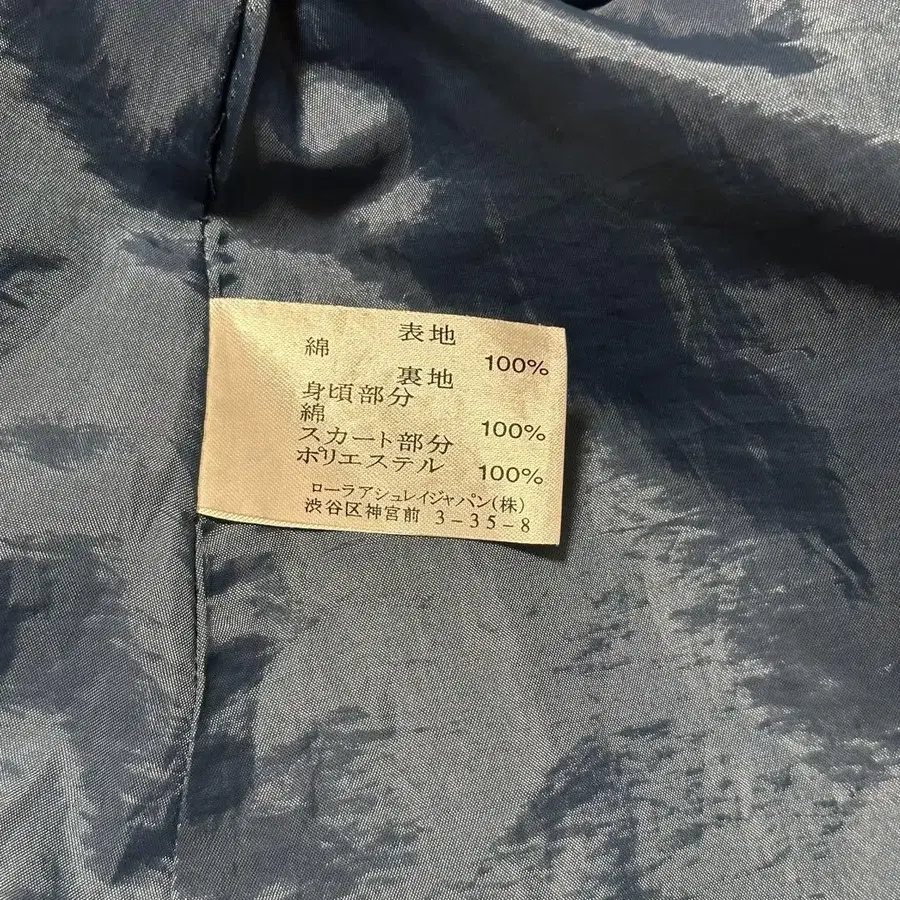 表地
綿 100%
裏地
身頃部分
綿 100%
スカート部分
ポリエステル 100%
ローラアシュレイジャパン(株)
渋谷区神宮前 3-35-8